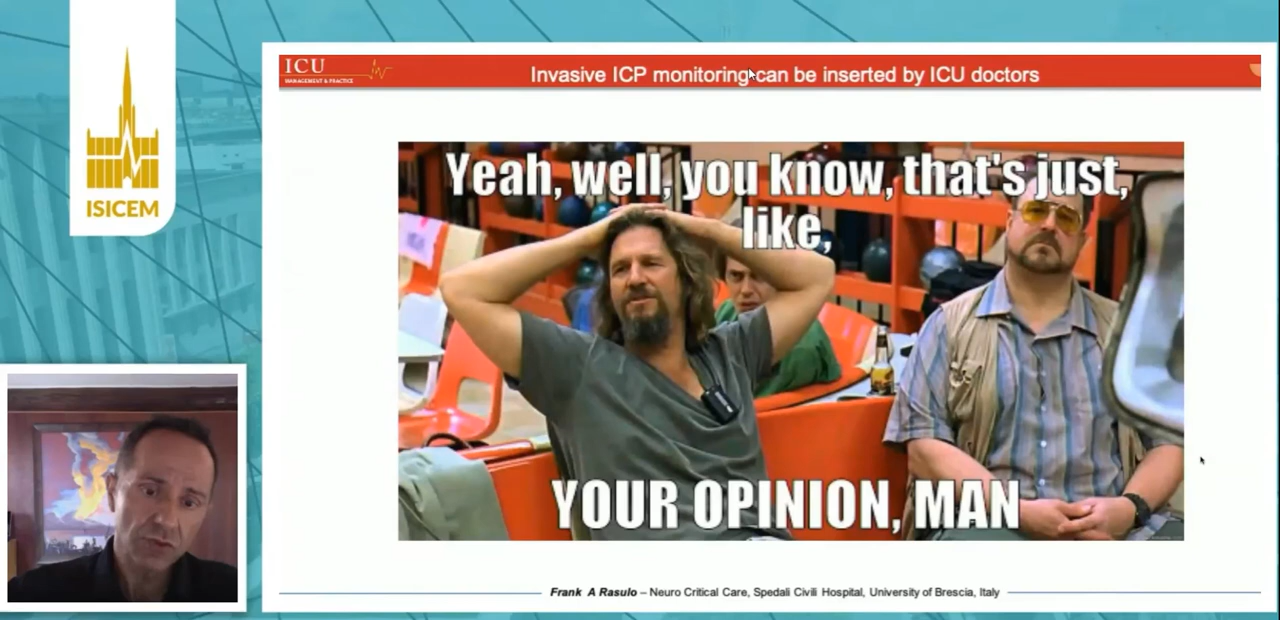 ISICEM
ICU
MANAGEMENT & PRACTICE
Invasive ICP monitoring can be inserted by ICU doctors
Yeah, well, you know, that's just,
like,
YOUR OPINION, MAN
Frank A Rasulo – Neuro Critical Care, Spedali Civili Hospital, University of Brescia, Italy